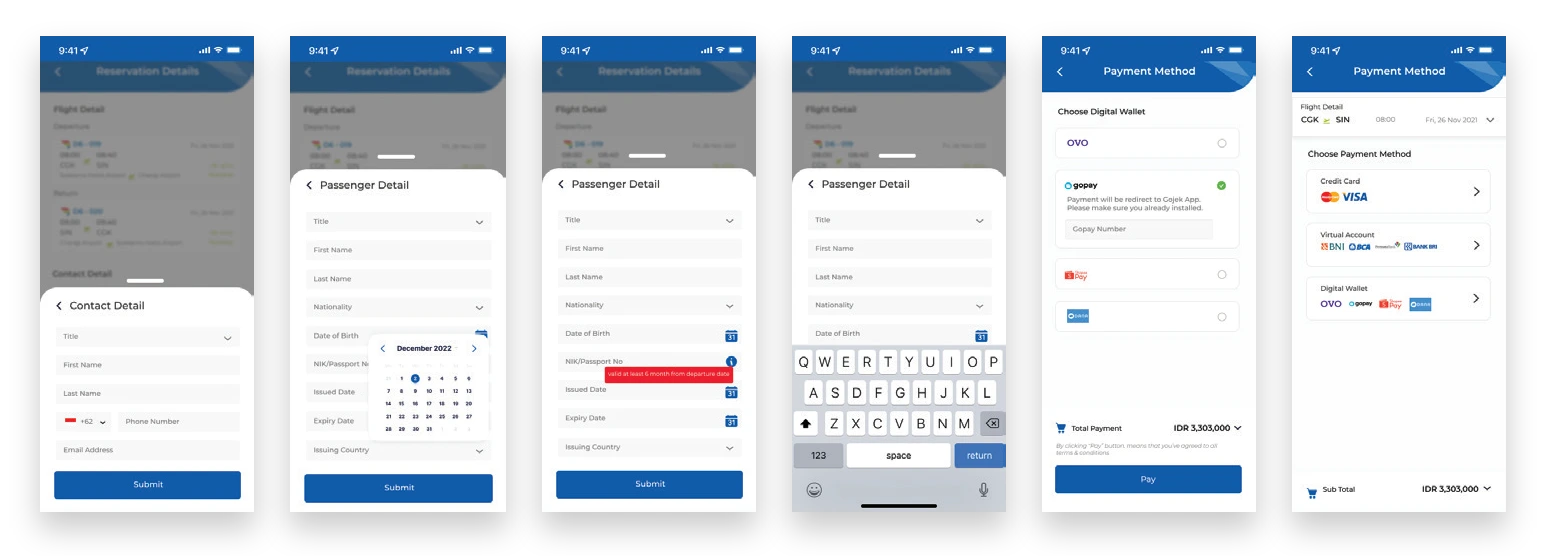 9:41
Reservation Details
Flight Detail
Departure
Return
Contact Detail
Contact Detail
Title
First Name
Last Name
+62
Phone Number
Email Address
Submit
9:41
Reservation Details
Flight Detail
Departure
Passenger Detail
Title
First Name
Last Name
Nationality
Date of Birth
December 2022
NIK/Passport N
1 2 3 4 5 6
7 8 9 10 11 12 13
14 15 16 17 18 19 20
21 22 23 24 25 26 27
28 29 30 31
Issued Date
Expiry Date
Issuing Country
Submit
9:41
Reservation Details
Flight Detail
Departure
Passenger Detail
Title
First Name
Last Name
Nationality
Date of Birth
31
NIK/Passport No
valid at least 6 month from departure date
Issued Date
31
Expiry Date
31
Issuing Country
Submit
9:41
Reservation Details
Flight Detail
Departure
Passenger Detail
Title
First Name
Last Name
Nationality
Date of Birth
31
Q W E R T Y U I O P
A S D F G H J K L
Z X C V B N M
123 space return
9:41
Payment Method
Choose Digital Wallet
OVO
gopay
Payment will be redirect to Gojek App.
Please make sure you already installed.
Gopay Number
Pay
Total Payment IDR 3,303,000
By clicking "Pay" button, means that you've agreed to all
terms & conditions
Pay
9:41
Payment Method
Flight Detail
CGK SIN 08:00 Fri, 26 Nov 2021
Choose Payment Method
Credit Card
VISA
Virtual Account
BNI BCA BANK BRI
Digital Wallet
OVO gopay Pay
Sub Total IDR 3,303,000